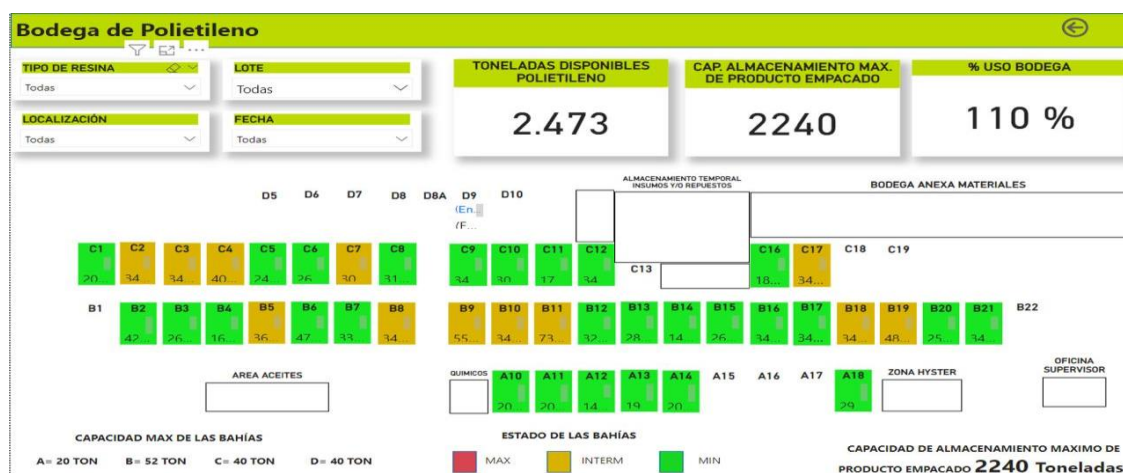 Bodega de Polietileno
TIPO DE RESINA
Todas
LOTE
Todas
LOCALIZACIÓN
Todas
FECHA
Todas
TONELADAS DISPONIBLES
POLIETILENO
2.473
CAP. ALMACENAMIENTO MAX.
DE PRODUCTO EMPACADO
2240
% USO BODEGA
110 %
D5 D6 D7 D8 D8A D9 D10
(En...
(F...
ALMACENAMIENTO TEMPORAL
INSUMOS Y/O REPUESTOS
BODEGA ANEXA MATERIALES
C1 C2 C3 C4 C5 C6 C7 C8 C9 C10 C11 C12 C13 C16 C17 C18 C19
20... 34... 34... 40... 24... 26... 30... 31... 34... 30... 17... 34... 18... 34...
B1 B2 B3 B4 B5 B6 B7 B8 B9 B10 B11 B12 B13 B14 B15 B16 B17 B18 B19 B20 B21 B22
42... 26... 16... 36... 47... 33... 34... 55... 34... 73... 32... 28... 14... 26... 34... 34... 34... 48... 25... 34...
AREA ACEITES
QUIMICOS
A10 A11 A12 A13 A14 A15 A16 A17 A18
20... 20... 14... 19... 20... 29...
ZONA HYSTER
OFICINA
SUPERVISOR
CAPACIDAD MAX DE LAS BAHÍAS
A= 20 TON B= 52 TON C= 40 TON D= 40 TON
ESTADO DE LAS BAHÍAS
MAX INTERM MIN
CAPACIDAD DE ALMACENAMIENTO MAXIMO DE
PRODUCTO EMPACADO 2240 Toneladas